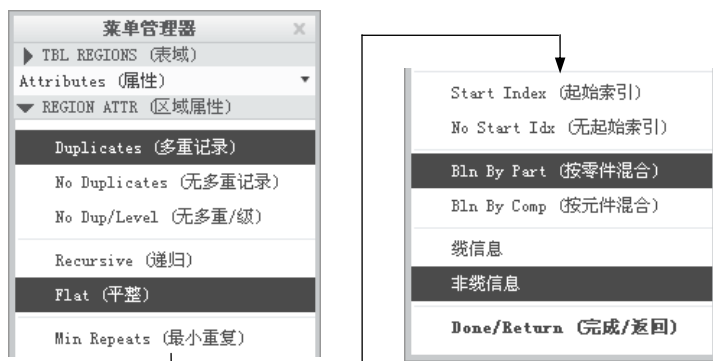 菜单管理器
TBL REGIONS (表域)
Attributes (属性)
REGION ATTR (区域属性)
Duplicates (多重记录)
No Duplicates (无多重记录)
No Dup/Level (无多重/级)
Recursive (递归)
Flat (平整)
Min Repeats (最小重复)
Start Index (起始索引)
No Start Idx (无起始索引)
Bln By Part (按零件混合)
Bln By Comp (按元件混合)
缆信息
非缆信息
Done/Return (完成/返回)